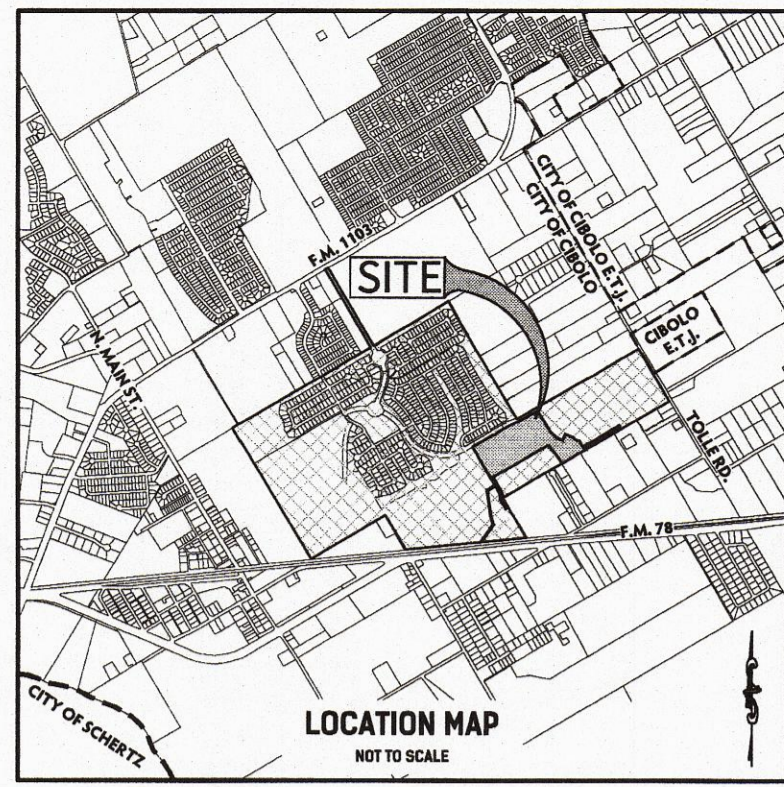 CITY OF CIBOLO E.T.J.
CITY OF CIBOLO
F.M. 1103
SITE
CIBOLO
E.T.J.
N. MAIN ST.
TOLLE RD.
F.M. 78
CITY OF SCHERTZ
LOCATION MAP
NOT TO SCALE